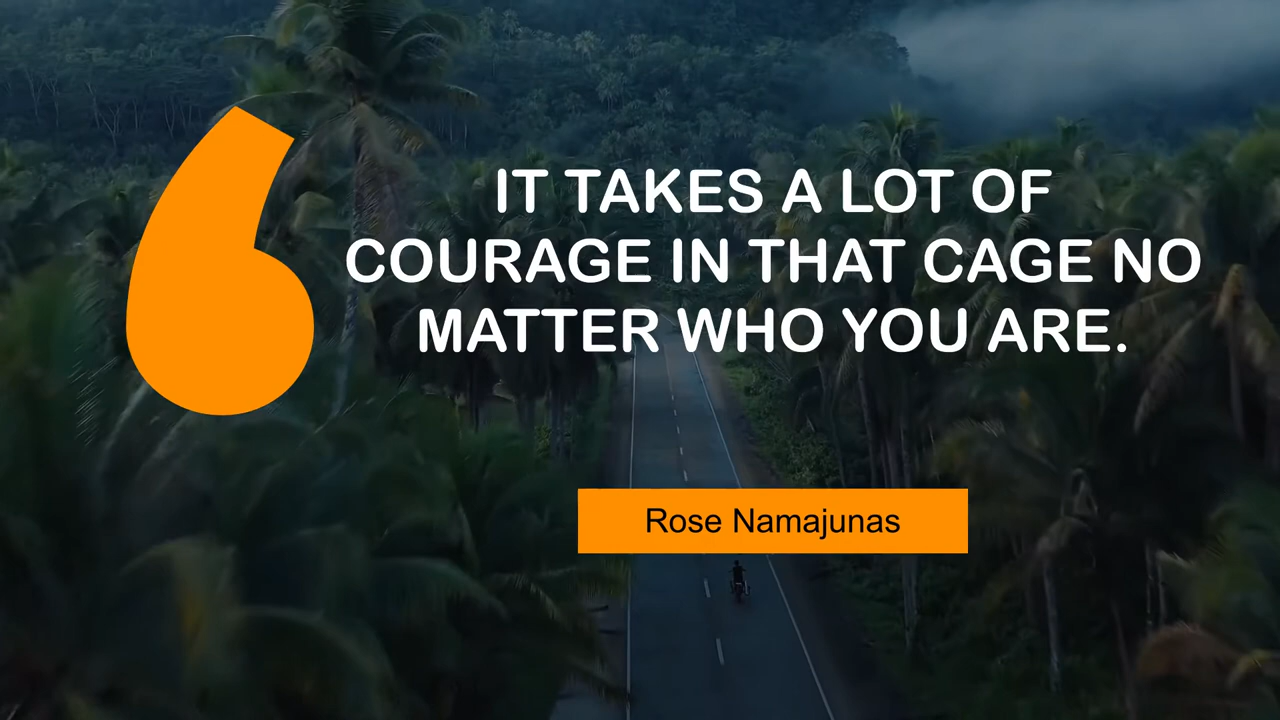 IT TAKES A LOT OF
COURAGE IN THAT CAGE NO
MATTER WHO YOU ARE.
Rose Namajunas